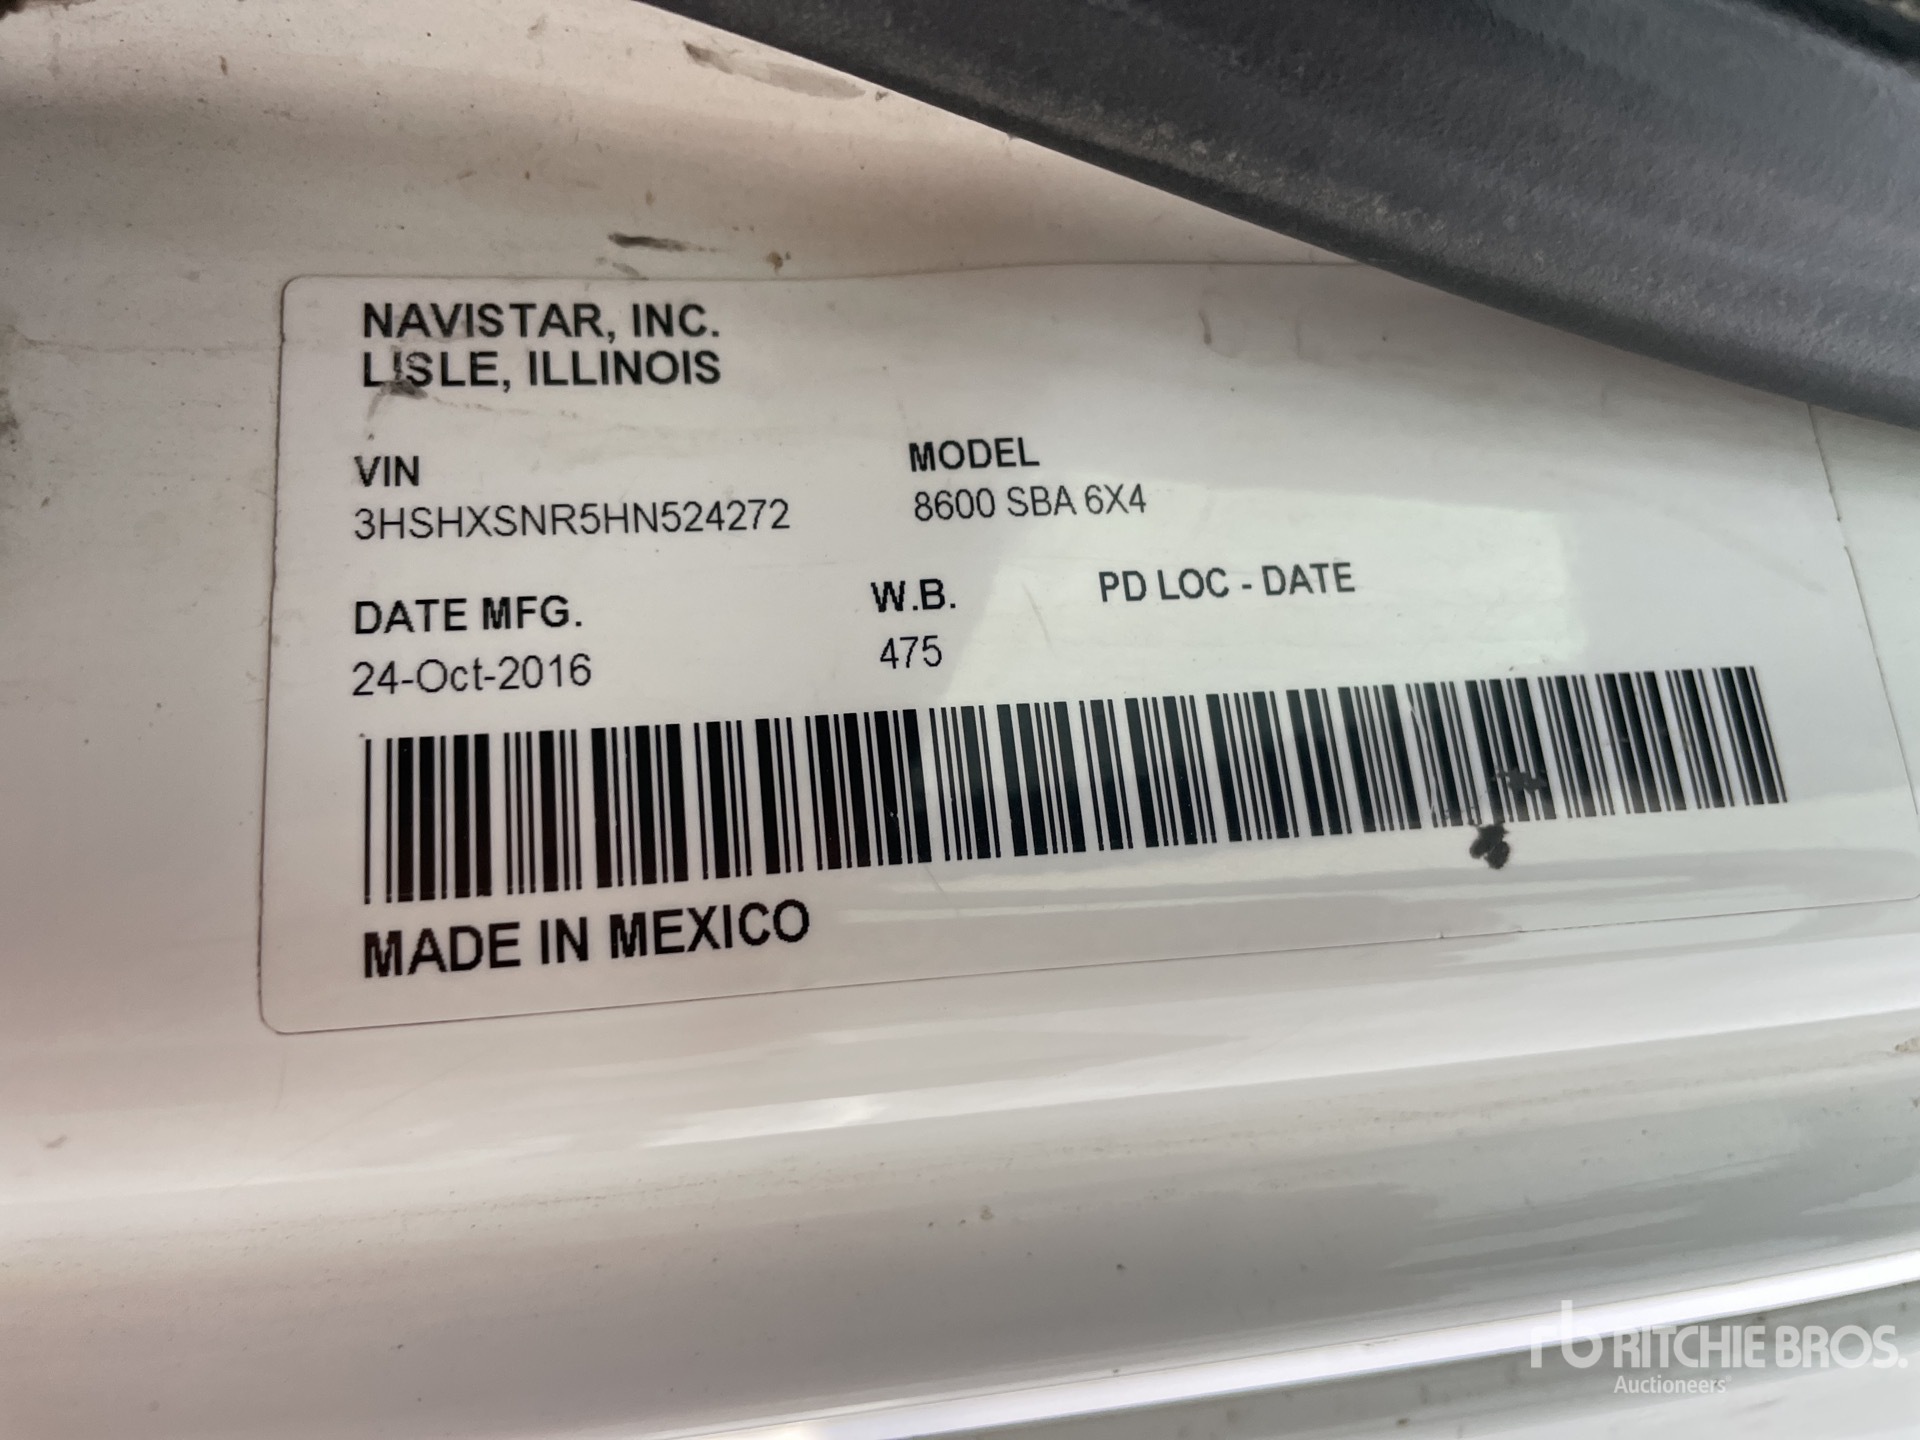 NAVISTAR, INC.
LISLE, ILLINOIS
VIN
3HSHXSNR5HN524272
MODEL
8600 SBA 6X4
DATE MFG.
24-Oct-2016
W.B.
475
PD LOC - DATE
MADE IN MEXICO
rb RITCHIE BROS.
Auctioneers